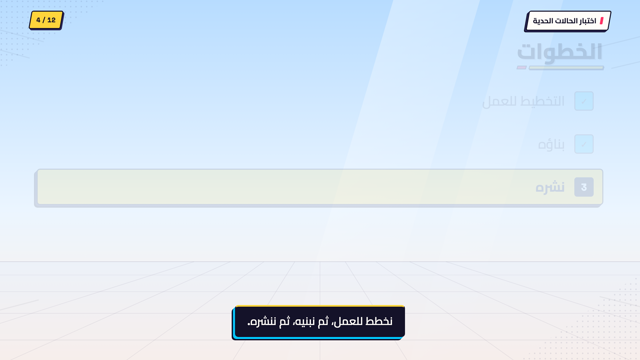 اختبار الحالات الحدية
4 / 12
الخطوات
التخطيط للعمل
بناؤه
3 نشره
نخطط للعمل، ثم نبنيه، ثم ننشره.